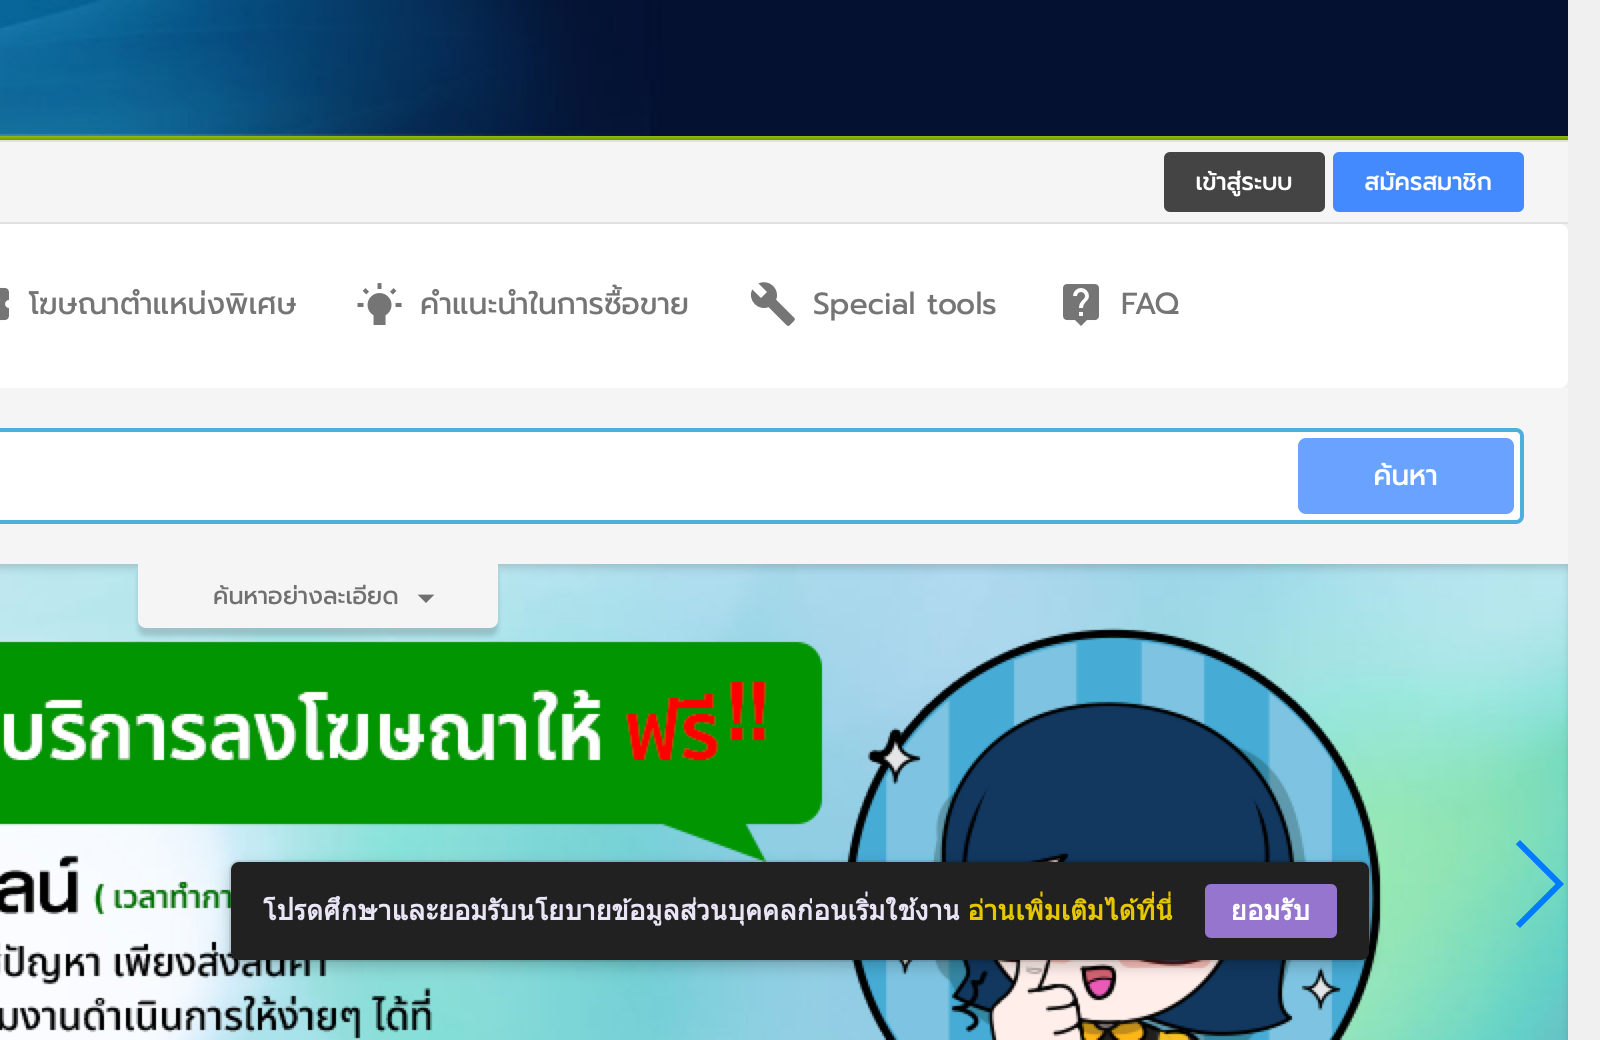 เข้าสู่ระบบ สมัครสมาชิก
โฆษณาตำแหน่งพิเศษ คำแนะนำในการซื้อขาย Special tools FAQ
ค้นหา
ค้นหาอย่างละเอียด
บริการลงโฆษณาให้ ฟรี!!
( เวลาทำกา
โปรดศึกษาและยอมรับนโยบายข้อมูลส่วนบุคคลก่อนเริ่มใช้งาน อ่านเพิ่มเติมได้ที่นี่ ยอมรับ
ปัญหา เพียงส่งสินค้า
มงานดำเนินการให้ง่ายๆ ได้ที่